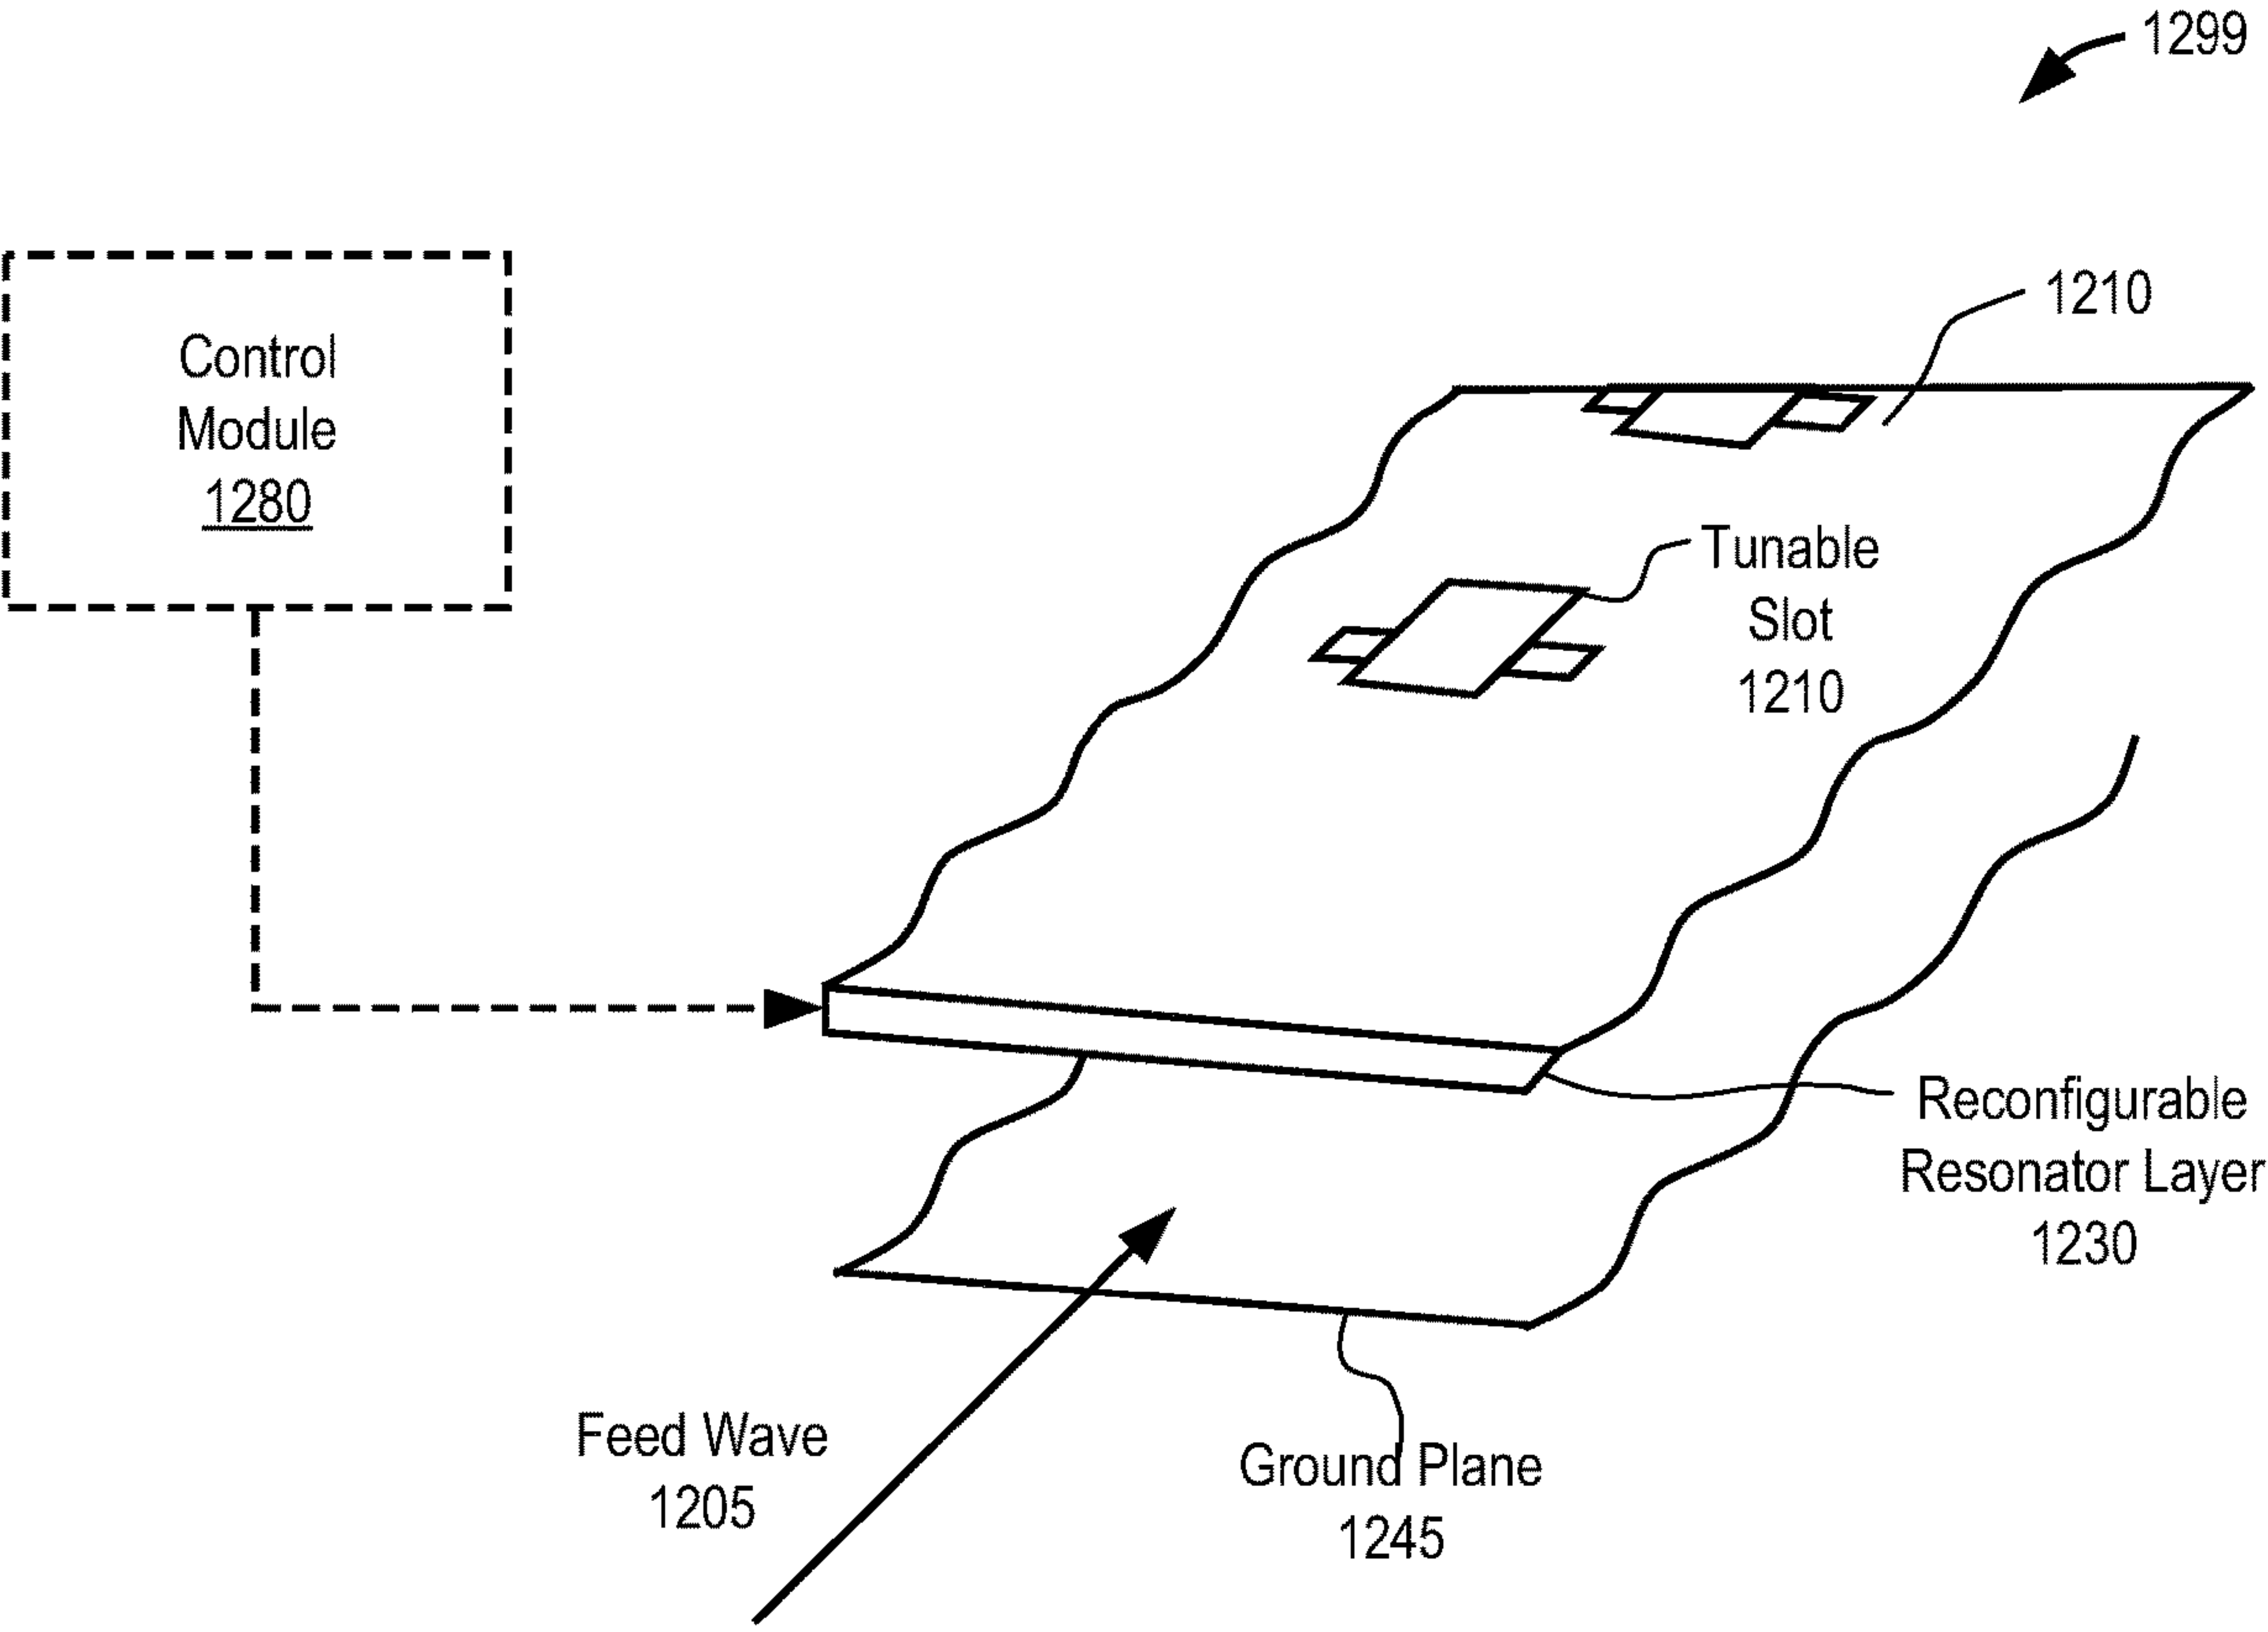 1299
1210
Control
Module
1280
Tunable
Slot
1210
Reconfigurable
Resonator Layer
1230
Feed Wave
1205
Ground Plane
1245